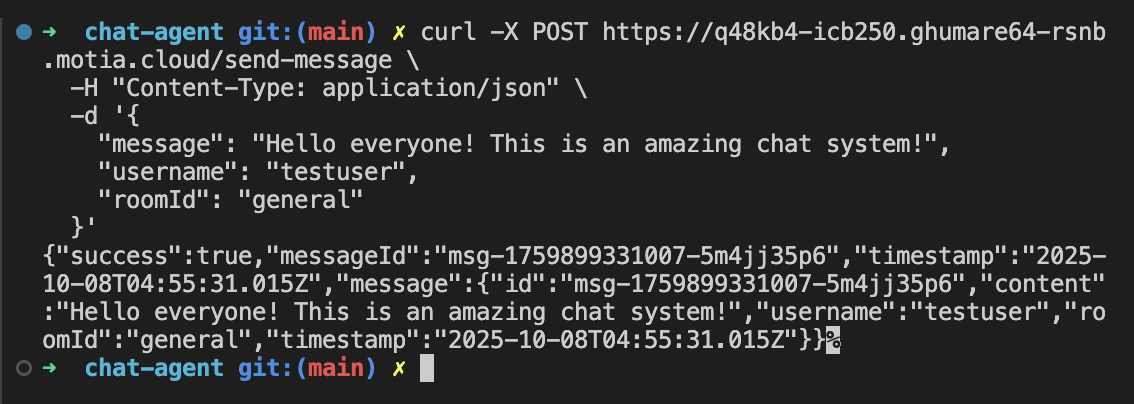 ➜  chat-agent git:(main) ✗ curl -X POST https://q48kb4-icb250.ghumare64-rsnb
.motia.cloud/send-message \
  -H "Content-Type: application/json" \
  -d '{
    "message": "Hello everyone! This is an amazing chat system!",
    "username": "testuser",
    "roomId": "general"
  }'
{"success":true,"messageId":"msg-1759899331007-5m4jj35p6","timestamp":"2025-
10-08T04:55:31.015Z","message":{"id":"msg-1759899331007-5m4jj35p6","content"
:"Hello everyone! This is an amazing chat system!","username":"testuser","ro
omId":"general","timestamp":"2025-10-08T04:55:31.015Z"}}%
➜  chat-agent git:(main) ✗